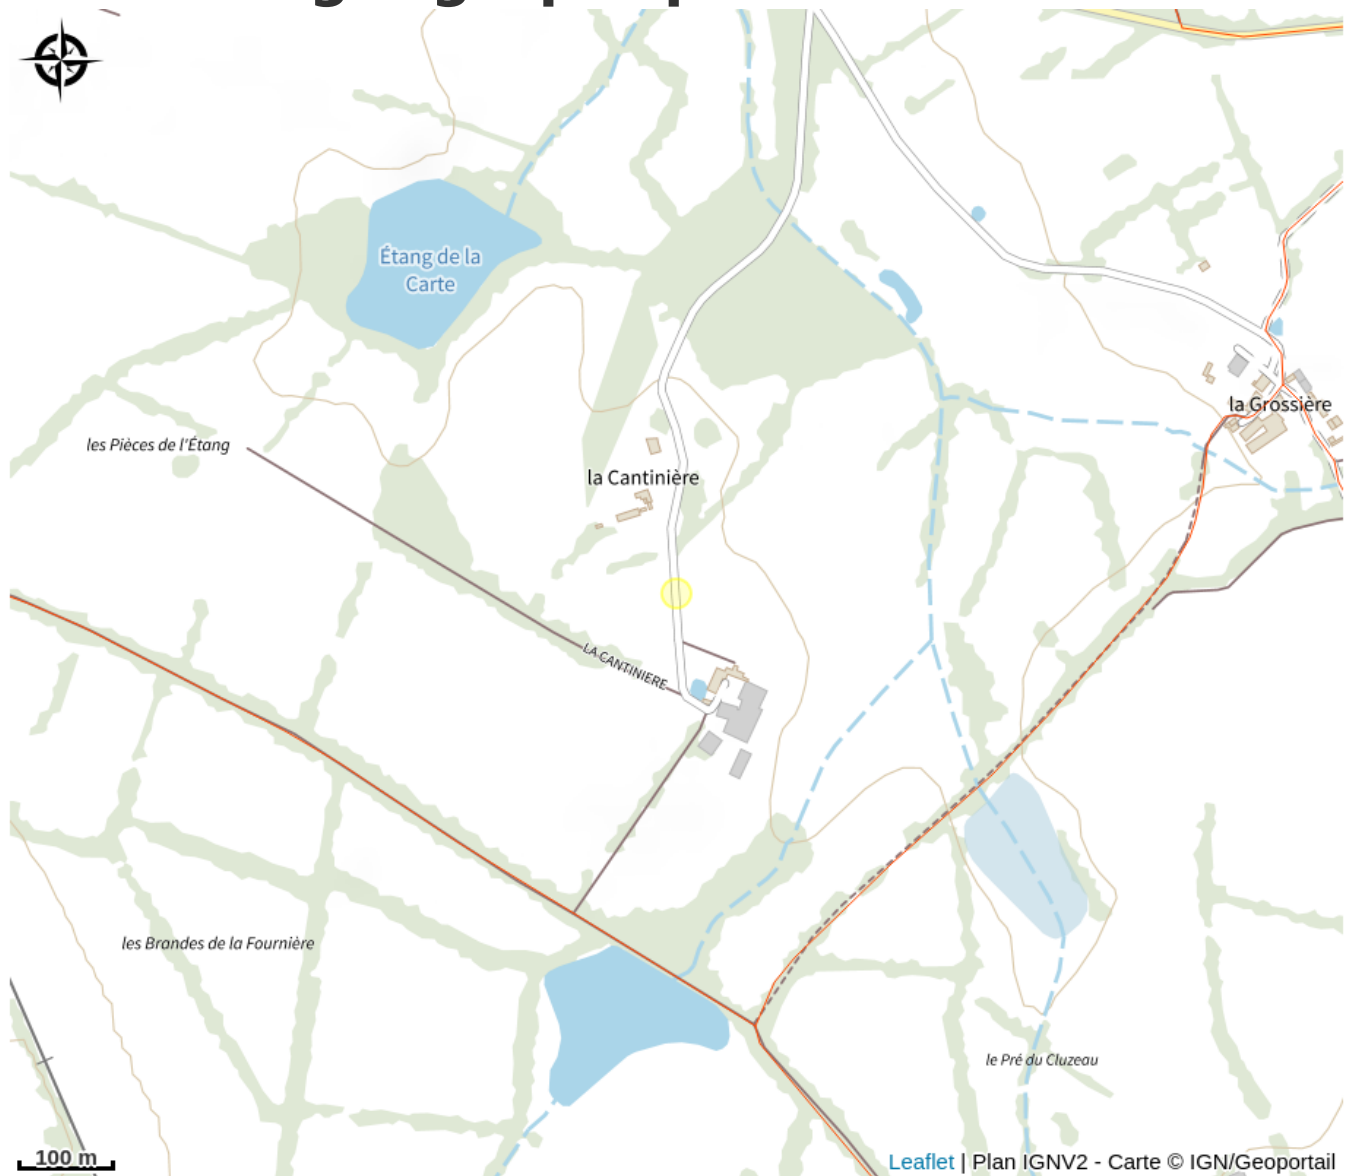 Étang de la
Carte
la Grossière
les Pièces de l'Étang
la Cantinière
LA CANTINIERE
les Brandes de la Fournière
le Pré du Cluzeau
100 m
Leaflet | Plan IGNV2 - Carte © IGN/Geoportail